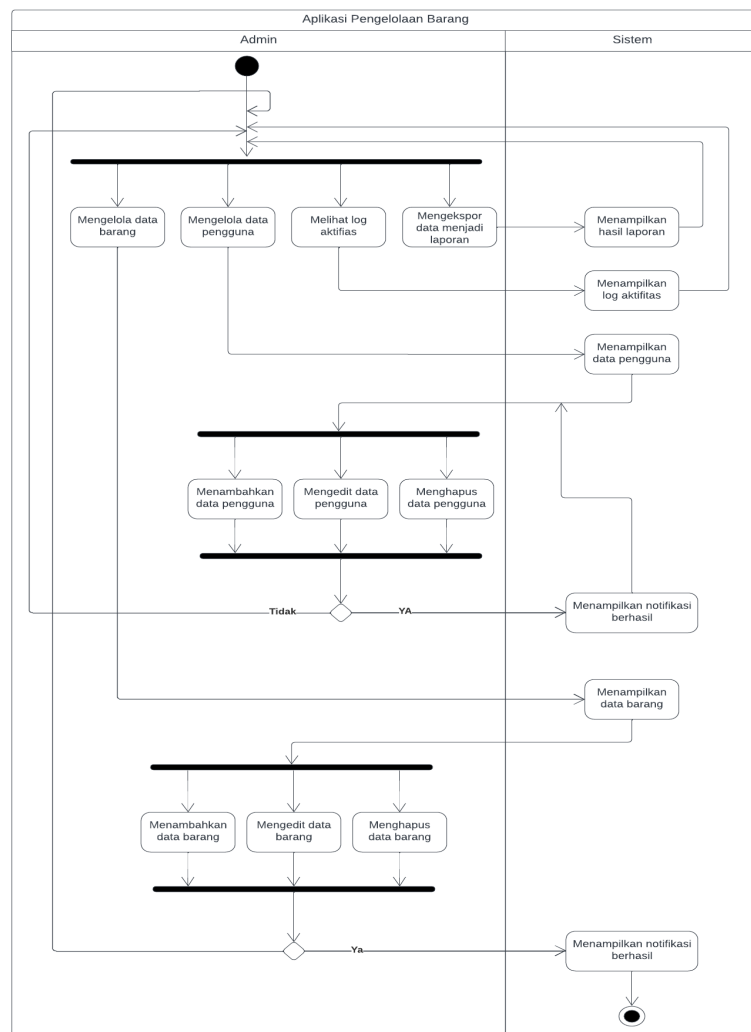 Aplikasi Pengelolaan Barang
Admin
Sistem
Mengelola data
barang
Mengelola data
pengguna
Melihat log
aktifias
Mengekspor
data menjadi
laporan
Menampilkan
hasil laporan
Menampilkan
log aktifitas
Menampilkan
data pengguna
Menambahkan
data pengguna
Mengedit data
pengguna
Menghapus
data pengguna
Tidak
YA
Menampilkan notifikasi
berhasil
Menampilkan
data barang
Menambahkan
data barang
Mengedit data
barang
Menghapus
data barang
Ya
Menampilkan notifikasi
berhasil